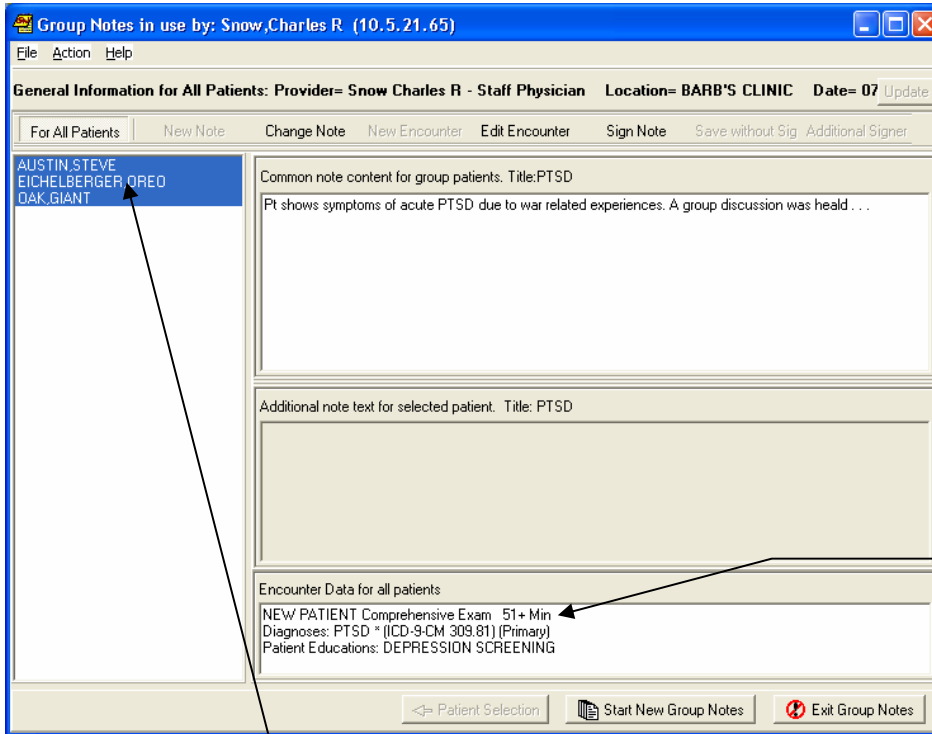 Group Notes in use by: Snow,Charles R (10.5.21.65)
File Action Help
General Information for All Patients: Provider= Snow Charles R - Staff Physician Location= BARB'S CLINIC Date= 07 Update
For All Patients New Note Change Note New Encounter Edit Encounter Sign Note Save without Sig Additional Signer
AUSTIN,STEVE
EICHELBERGER,OREO
OAK,GIANT
Common note content for group patients. Title:PTSD
Pt shows symptoms of acute PTSD due to war related experiences. A group discussion was heald . . .
Additional note text for selected patient. Title: PTSD
Encounter Data for all patients
NEW PATIENT Comprehensive Exam 51+ Min
Diagnoses: PTSD * (ICD-9-CM 309.81) (Primary)
Patient Educations: DEPRESSION SCREENING
<= Patient Selection Start New Group Notes Exit Group Notes